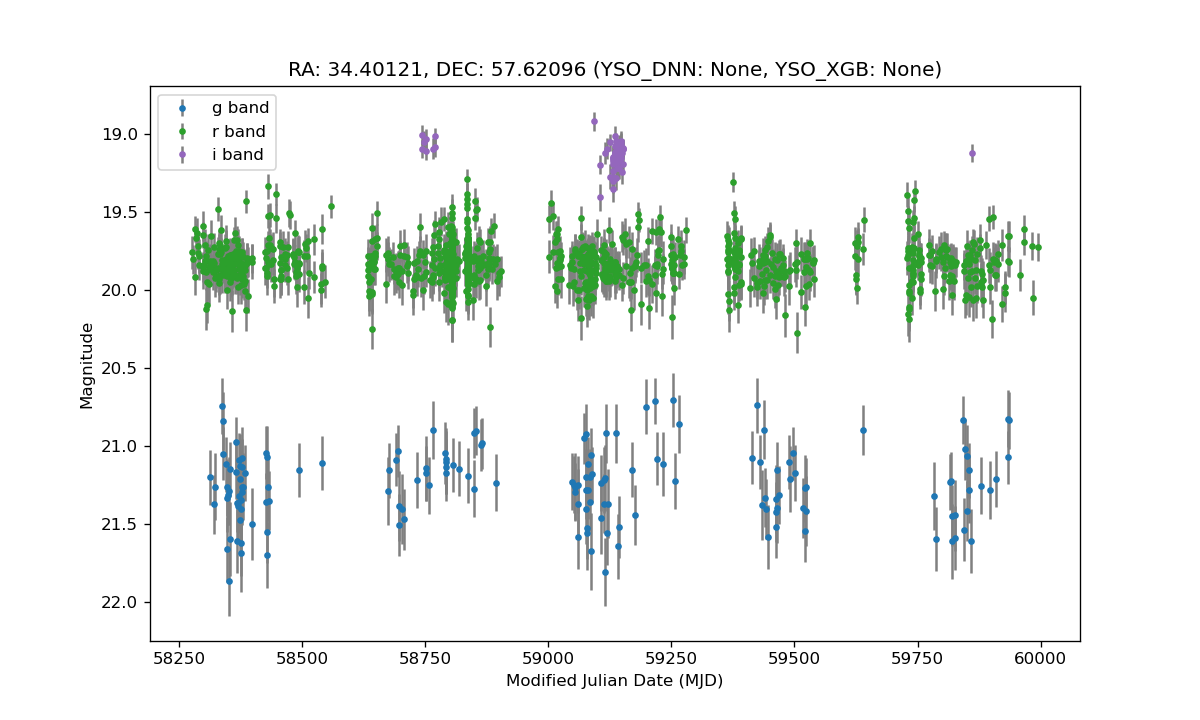 RA: 34.40121, DEC: 57.62096 (YSO_DNN: None, YSO_XGB: None)
g band
r band
i band
19.0
19.5
20.0
20.5
21.0
21.5
22.0
Magnitude
58250 58500 58750 59000 59250 59500 59750 60000
Modified Julian Date (MJD)